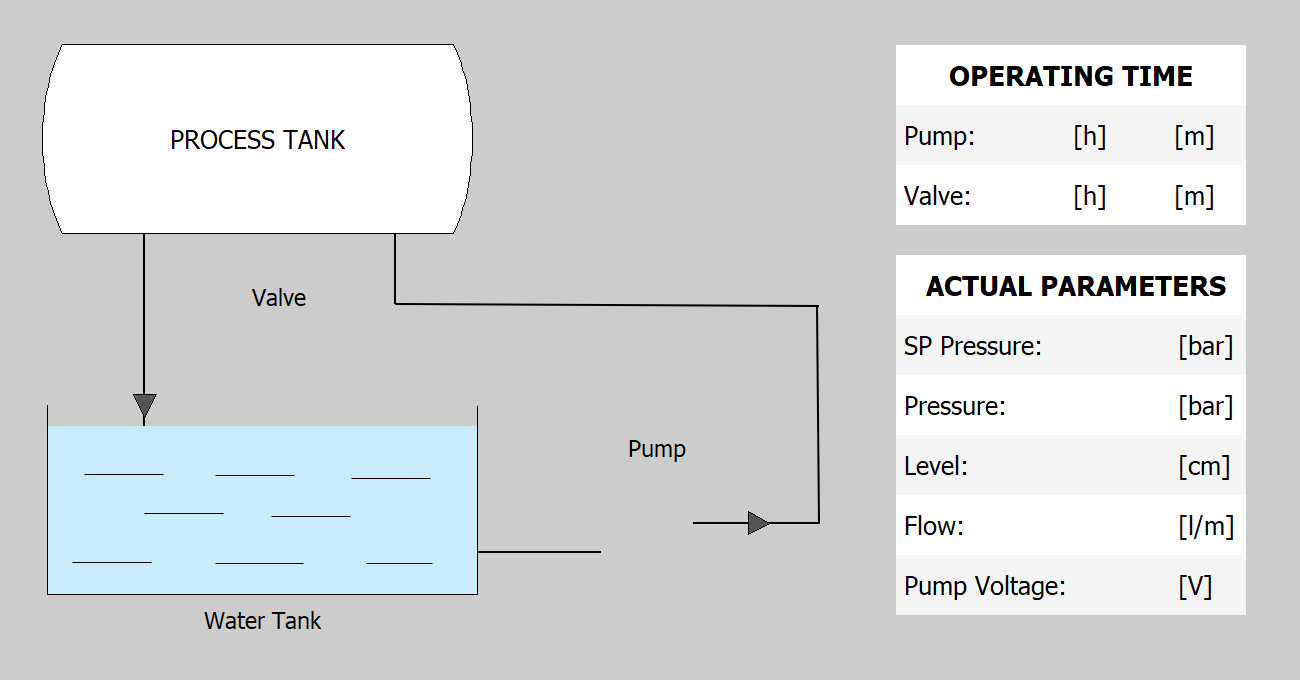 PROCESS TANK
Valve
Pump
Water Tank
OPERATING TIME
Pump: [h] [m]
Valve: [h] [m]
ACTUAL PARAMETERS
SP Pressure: [bar]
Pressure: [bar]
Level: [cm]
Flow: [l/m]
Pump Voltage: [V]